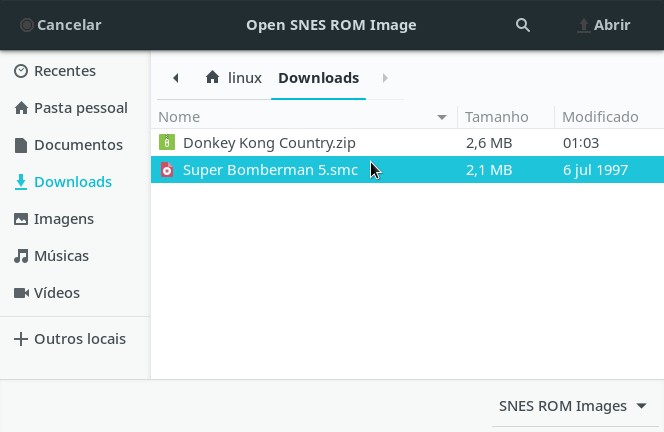 Cancelar
Open SNES ROM Image
Abrir
Recentes
Pasta pessoal
Documentos
Downloads
Imagens
Músicas
Vídeos
Outros locais
linux
Downloads
Nome
Tamanho
Modificado
Donkey Kong Country.zip
2,6 MB
01:03
Super Bomberman 5.smc
2,1 MB
6 jul 1997
SNES ROM Images